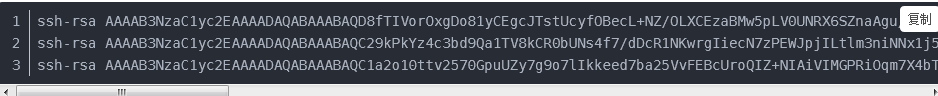 1 ssh-rsa AAAAB3NzaC1yc2EAAAADAQABAAABAQD8fTIVorOxgDo81yCEgcJTstUcyfOBecL+NZ/OLXCEzaBMw5pLV0UNRX6SZnaAgu
复制
2 ssh-rsa AAAAB3NzaC1yc2EAAAADAQABAAABAQC29kPkYz4c3bd9Qa1TV8kCR0bUNs4f7/dDcR1NKwrgIiecN7zPEWJpjILtlm3niNNx1j5
3 ssh-rsa AAAAB3NzaC1yc2EAAAADAQABAAABAQC1a2o10ttv2570GpuUZy7g9o7lIkkeed7ba25VvFEBcUroQIZ+NIAiVIMGPRiOqm7X4bT